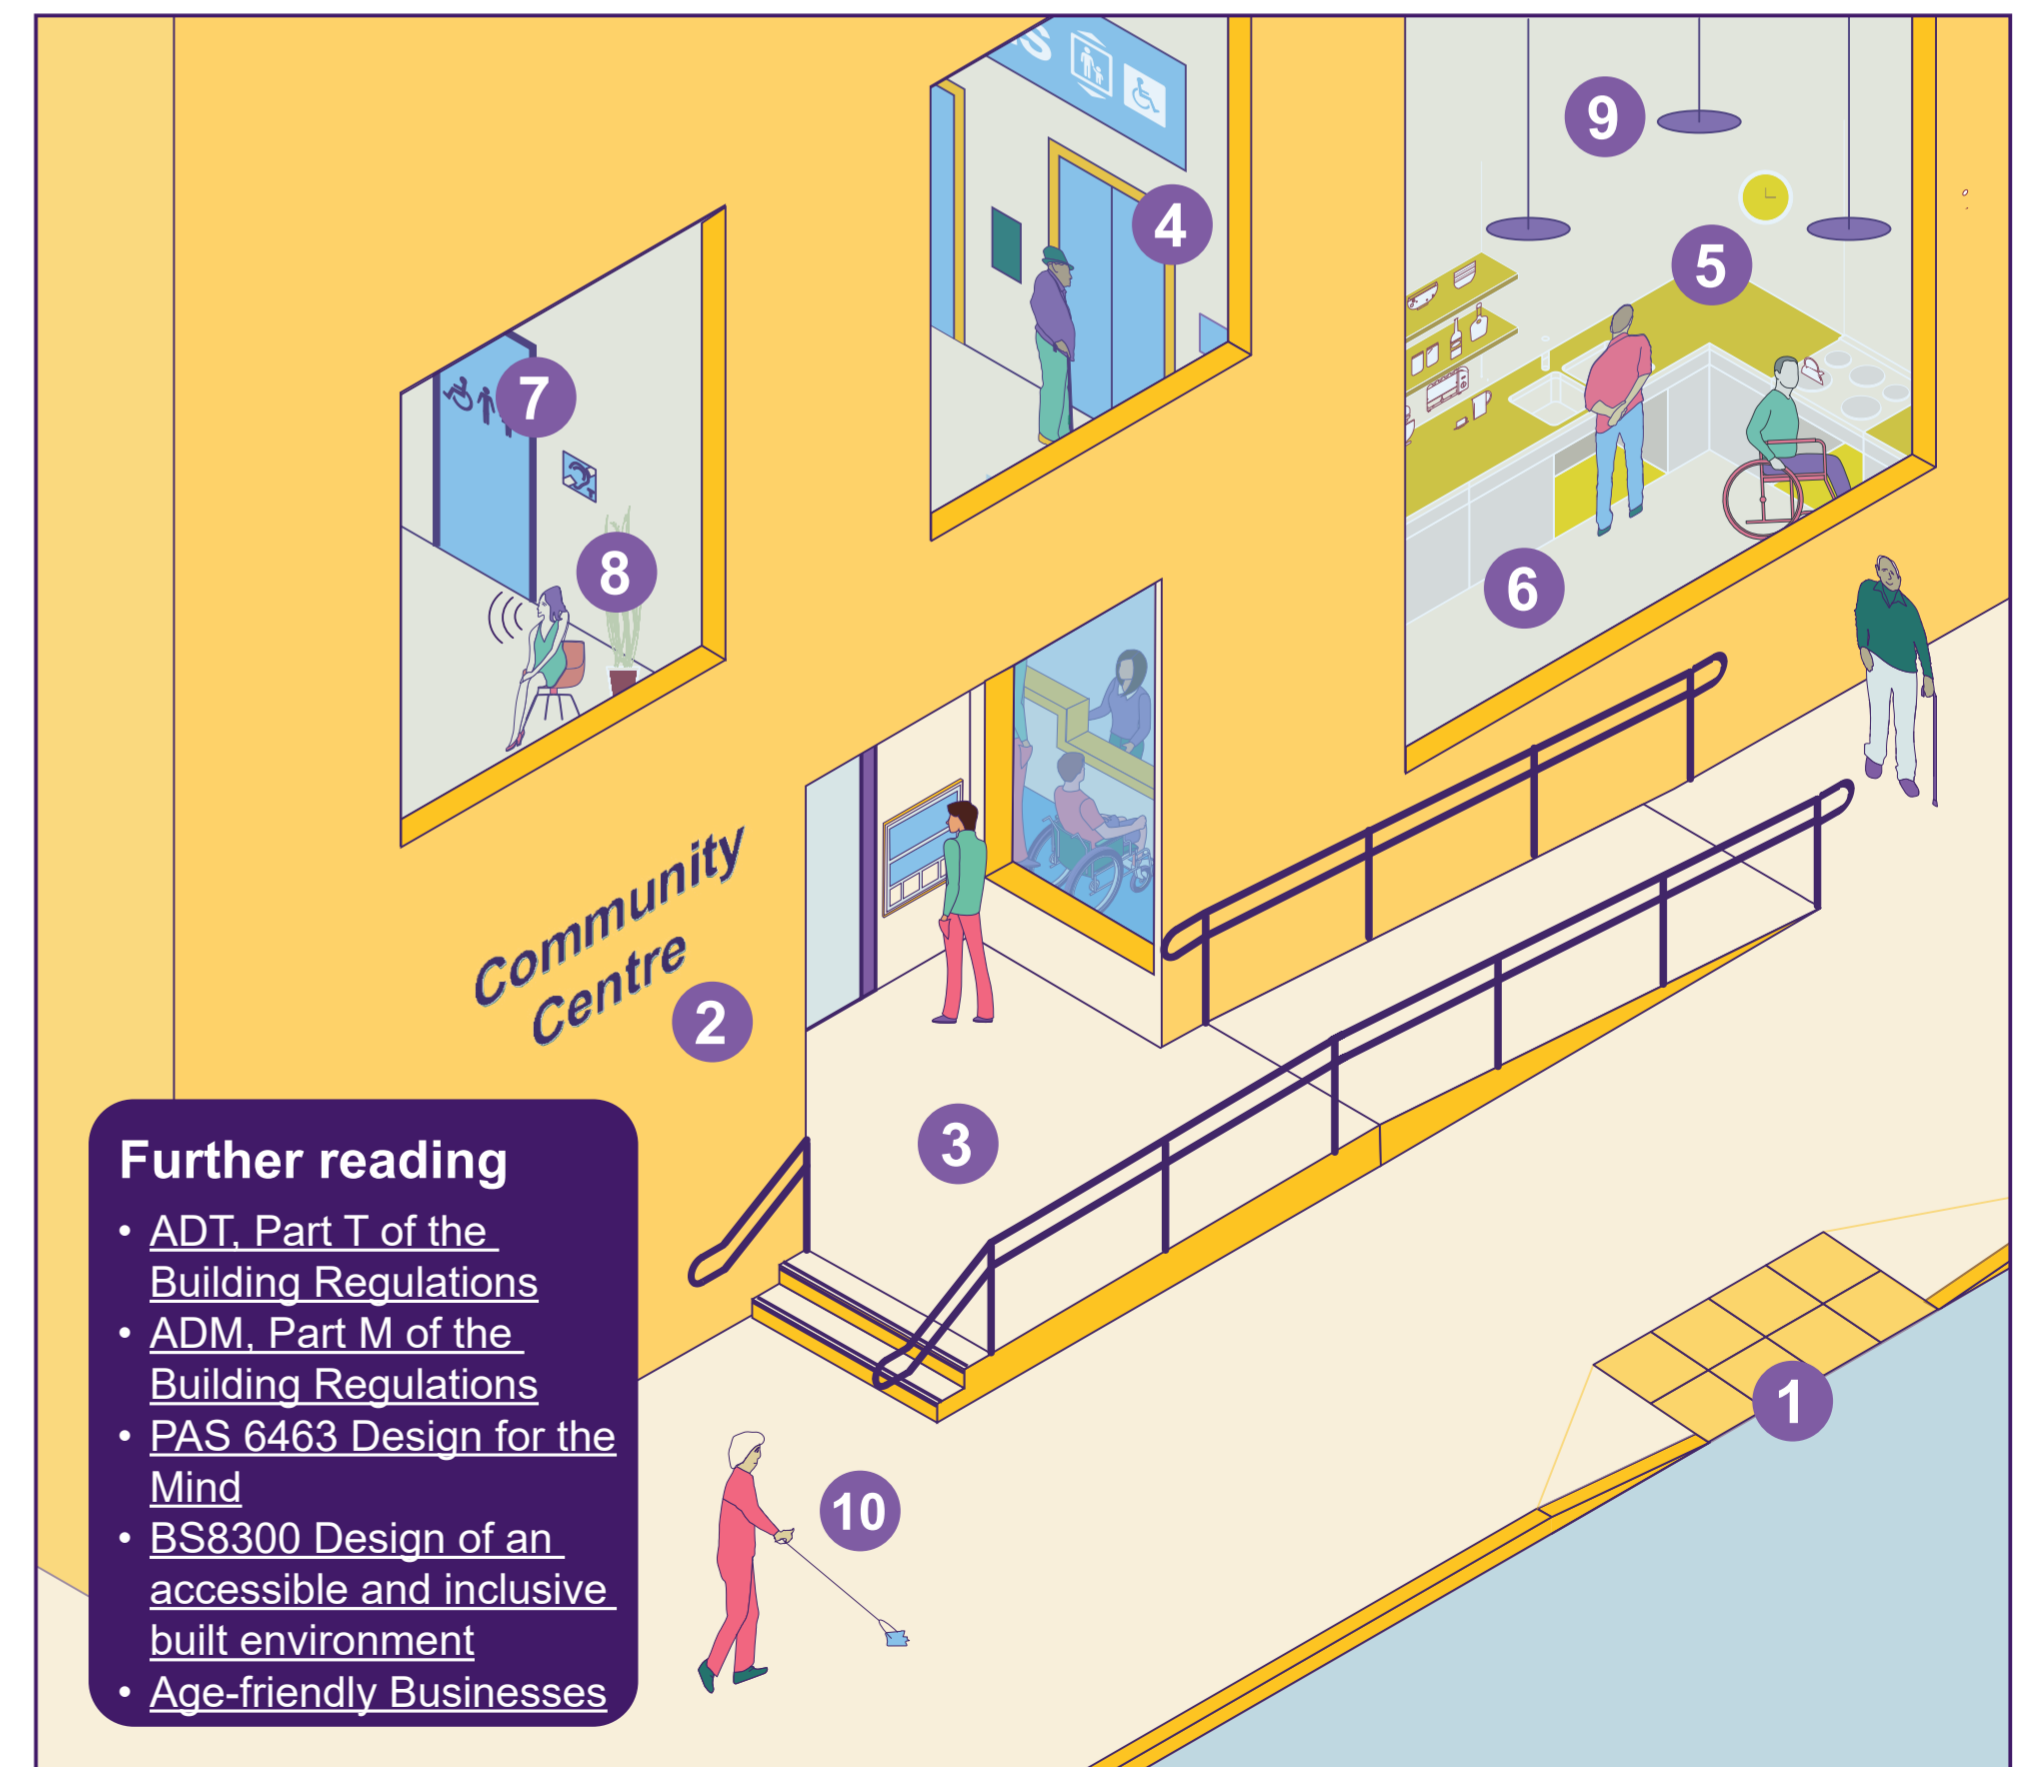 S
9
4
5
7
8
6
Community
Centre
2
3
1
10
Further reading
• ADT, Part T of the
Building Regulations
• ADM, Part M of the
Building Regulations
• PAS 6463 Design for the
Mind
• BS8300 Design of an
accessible and inclusive
built environment
• Age-friendly Businesses